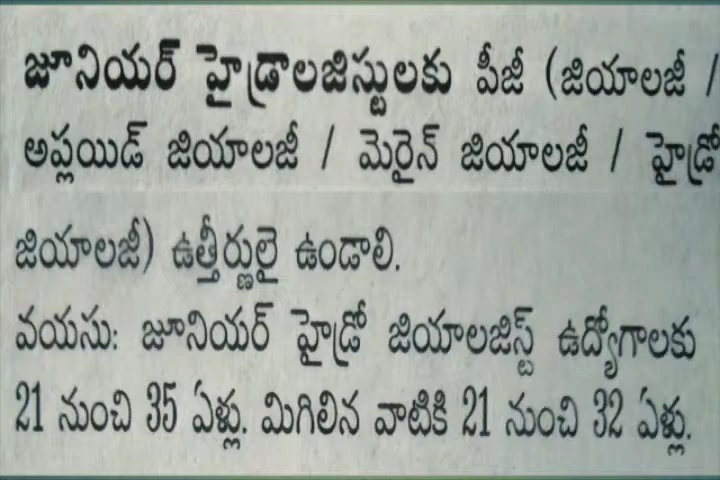 జూనియర్ హైడ్రాలజిస్టులకు పీజీ (జియాలజీ /
అప్లయిడ్ జియాలజీ / మెరైన్ జియాలజీ / హైడ్రో
జియాలజీ) ఉత్తీర్ణులై ఉండాలి.
వయసు: జూనియర్ హైడ్రో జియాలజిస్ట్ ఉద్యోగాలకు
21 నుంచి 35 ఏళ్లు. మిగిలిన వాటికి 21 నుంచి 32 ఏళ్లు.